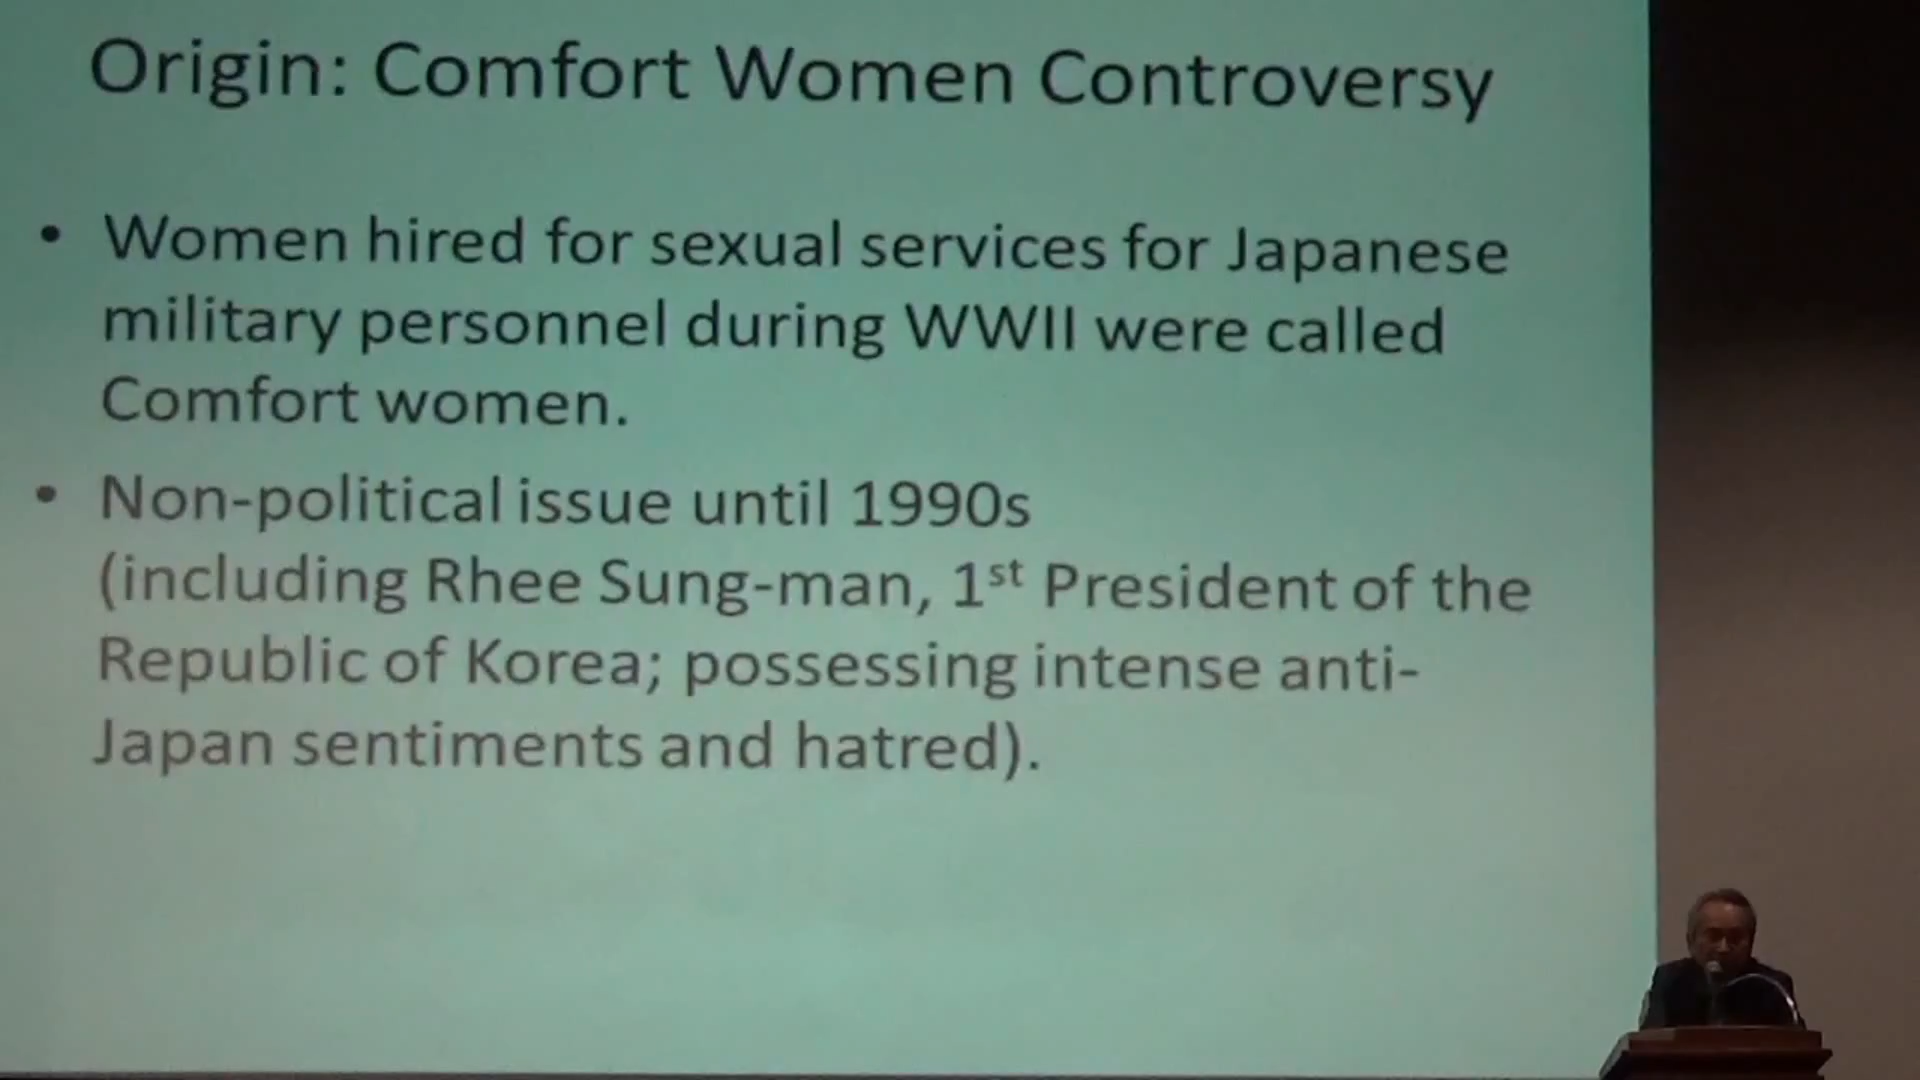 Origin: Comfort Women Controversy
• Women hired for sexual services for Japanese
military personnel during WWII were called
Comfort women.
• Non-political issue until 1990s
(including Rhee Sung-man, 1st President of the
Republic of Korea; possessing intense anti-
Japan sentiments and hatred).